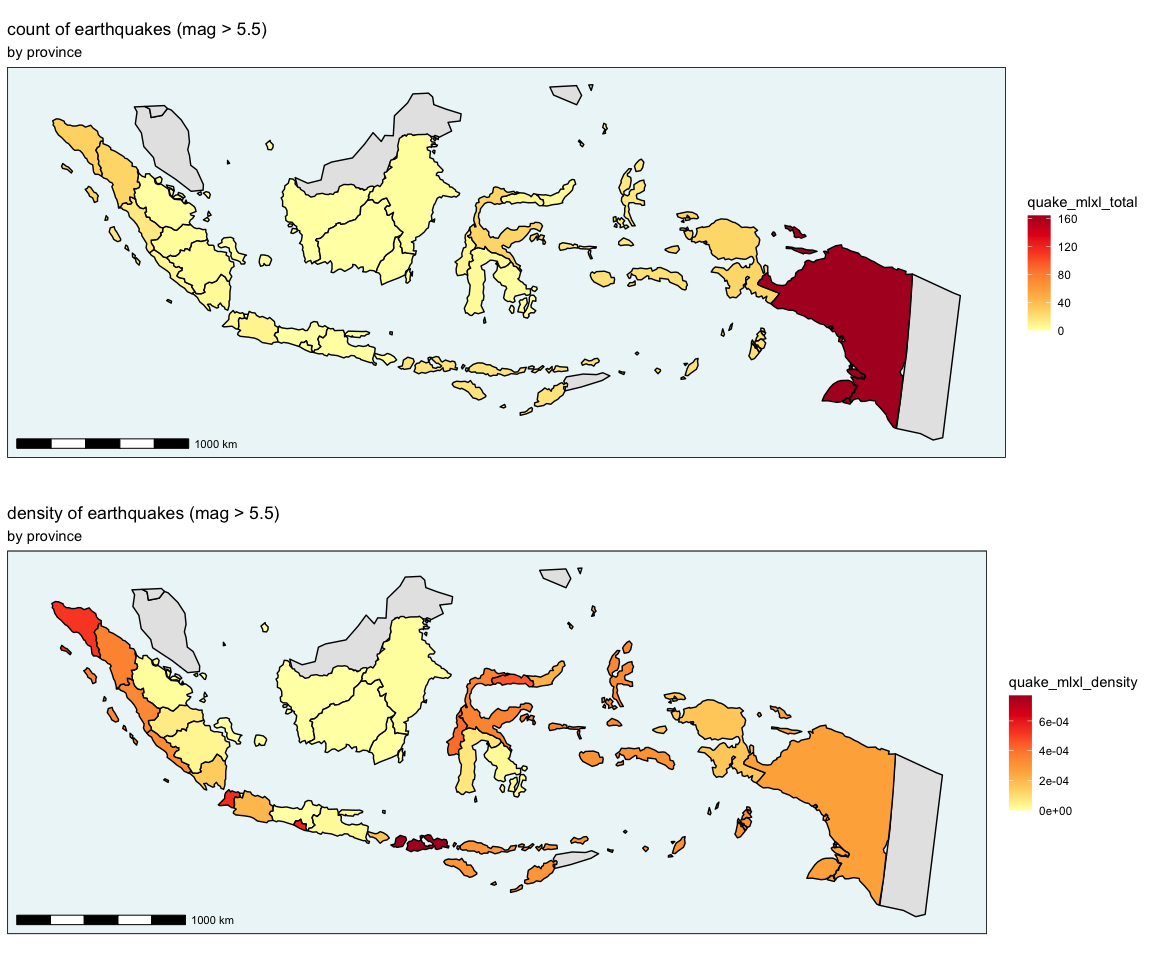 count of earthquakes (mag > 5.5)
by province
quake_mlxl_total
160
120
80
40
0
1000 km
density of earthquakes (mag > 5.5)
by province
quake_mlxl_density
6e-04
4e-04
2e-04
0e+00
1000 km